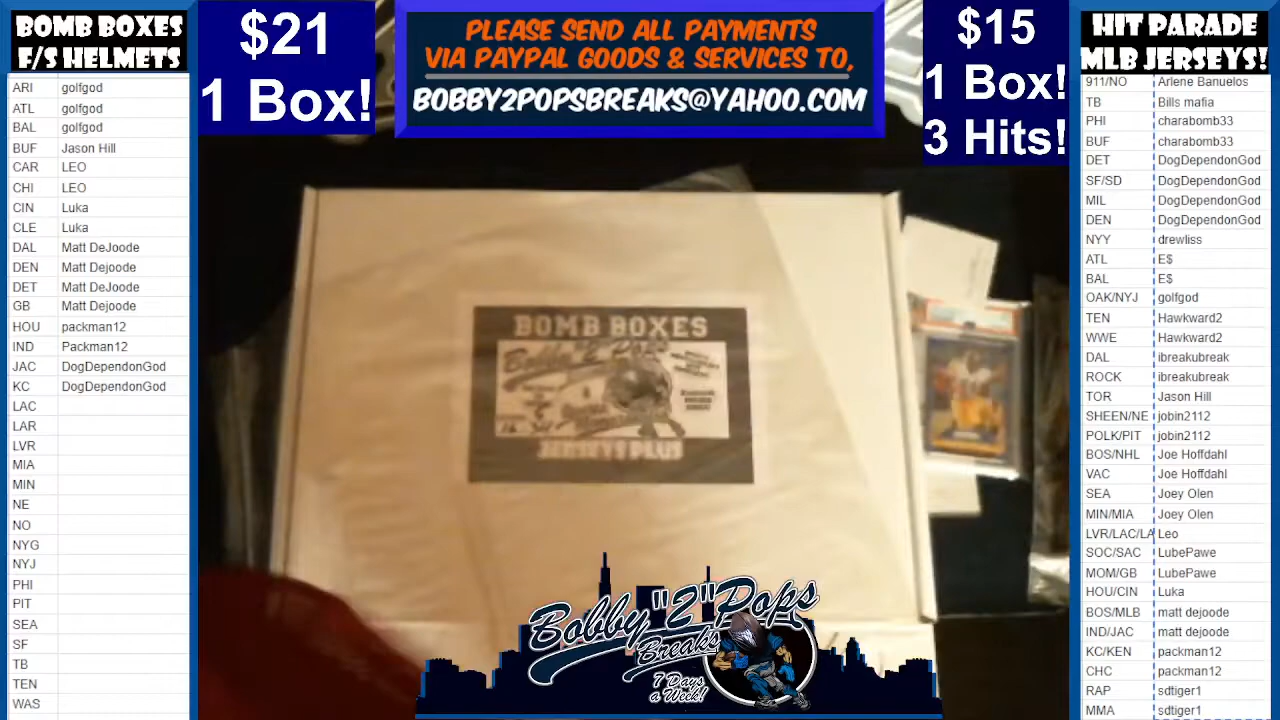 BOMB BOXES
F/S HELMETS
ARI golfgod
ATL golfgod
BAL golfgod
BUF Jason Hill
CAR LEO
CHI LEO
CIN Luka
CLE Luka
DAL Matt DeJoode
DEN Matt Dejoode
DET Matt DeJoode
GB Matt Dejoode
HOU packman12
IND Packman12
JAC DogDependonGod
KC DogDependonGod
LAC
LAR
LVR
MIA
MIN
NE
NO
NYG
NYJ
PHI
PIT
SEA
SF
TB
TEN
WAS
$21
1 Box!
PLEASE SEND ALL PAYMENTS
VIA PAYPAL GOODS & SERVICES TO,
BOBBY2POPSBREAKS@YAHOO.COM
BOMB BOXES
Bobby "2" Pops
JERSEYS PLUS
Bobby "2" Pops
Breaks
7 Days
a Week!
$15
1 Box!
3 Hits!
HIT PARADE
MLB JERSEYS!
911/NO Arlene Banuelos
TB Bills mafia
PHI charabomb33
BUF charabomb33
DET DogDependonGod
SF/SD DogDependonGod
MIL DogDependonGod
DEN DogDependonGod
NYY drewliss
ATL E$
BAL E$
OAK/NYJ golfgod
TEN Hawkward2
WWE Hawkward2
DAL ibreakubreak
ROCK ibreakubreak
TOR Jason Hill
SHEEN/NE jobin2112
POLK/PIT jobin2112
BOS/NHL Joe Hoffdahl
VAC Joe Hoffdahl
SEA Joey Olen
MIN/MIA Joey Olen
LVR/LAC/LA Leo
SOC/SAC LubePawe
MOM/GB LubePawe
HOU/CIN Luka
BOS/MLB matt dejoode
IND/JAC matt dejoode
KC/KEN packman12
CHC packman12
RAP sdtiger1
MMA sdtiger1